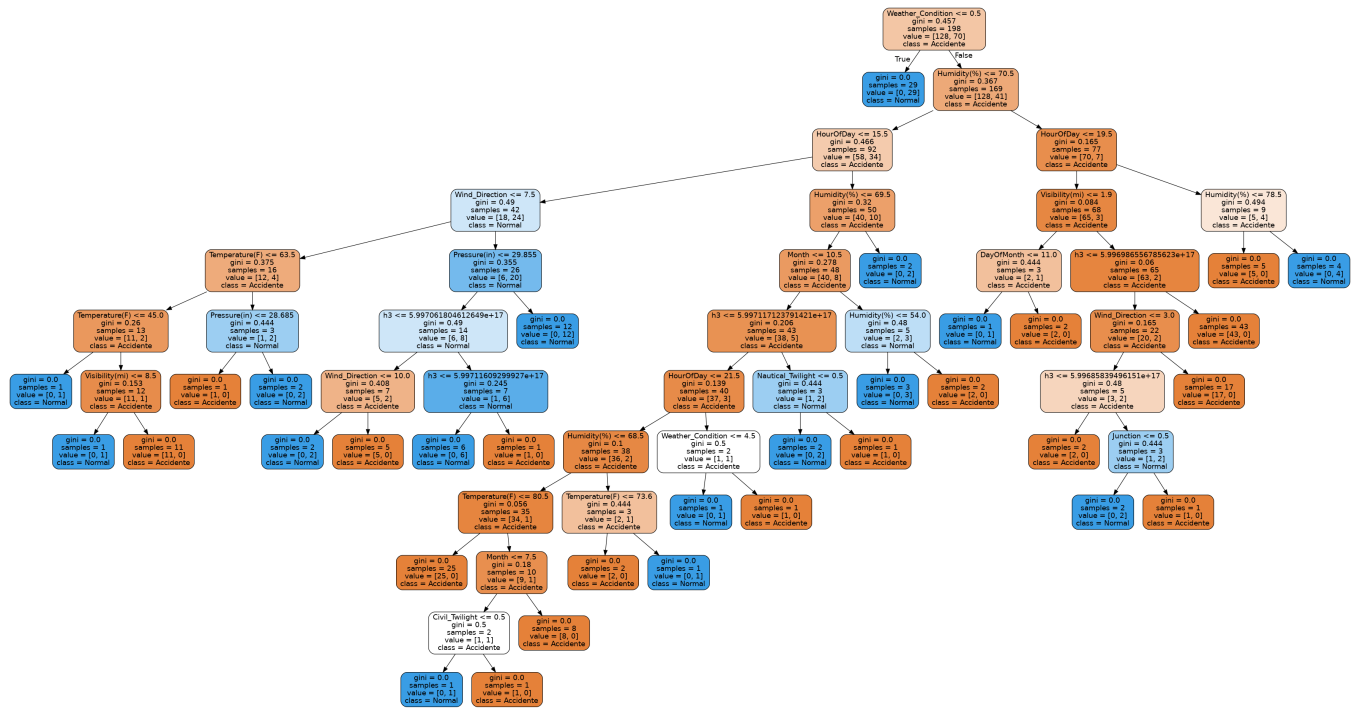 Weather_Condition <= 0.5
gini = 0.457
samples = 198
value = [128, 70]
class = Accidente
True
False
gini = 0.0
samples = 29
value = [0, 29]
class = Normal
Humidity(%) <= 70.5
gini = 0.367
samples = 169
value = [128, 41]
class = Accidente
HourOfDay <= 15.5
gini = 0.466
samples = 92
value = [58, 34]
class = Accidente
HourOfDay <= 19.5
gini = 0.165
samples = 77
value = [70, 7]
class = Accidente
Wind_Direction <= 7.5
gini = 0.49
samples = 42
value = [18, 24]
class = Normal
Humidity(%) <= 69.5
gini = 0.32
samples = 50
value = [40, 10]
class = Accidente
Visibility(mi) <= 1.9
gini = 0.084
samples = 68
value = [65, 3]
class = Accidente
Humidity(%) <= 78.5
gini = 0.494
samples = 9
value = [5, 4]
class = Accidente
Temperature(F) <= 63.5
gini = 0.375
samples = 16
value = [12, 4]
class = Accidente
Pressure(in) <= 29.855
gini = 0.355
samples = 26
value = [6, 20]
class = Normal
Month <= 10.5
gini = 0.278
samples = 48
value = [40, 8]
class = Accidente
gini = 0.0
samples = 2
value = [0, 2]
class = Normal
DayOfMonth <= 11.0
gini = 0.444
samples = 3
value = [2, 1]
class = Accidente
h3 <= 5.996986556785623e+17
gini = 0.06
samples = 65
value = [63, 2]
class = Accidente
gini = 0.0
samples = 5
value = [5, 0]
class = Accidente
gini = 0.0
samples = 4
value = [0, 4]
class = Normal
Temperature(F) <= 45.0
gini = 0.26
samples = 13
value = [11, 2]
class = Accidente
Pressure(in) <= 28.685
gini = 0.444
samples = 3
value = [1, 2]
class = Normal
h3 <= 5.997061804612649e+17
gini = 0.49
samples = 14
value = [6, 8]
class = Normal
gini = 0.0
samples = 12
value = [0, 12]
class = Normal
h3 <= 5.997117123791421e+17
gini = 0.206
samples = 43
value = [38, 5]
class = Accidente
Humidity(%) <= 54.0
gini = 0.48
samples = 5
value = [2, 3]
class = Normal
gini = 0.0
samples = 1
value = [0, 1]
class = Normal
gini = 0.0
samples = 2
value = [2, 0]
class = Accidente
Wind_Direction <= 3.0
gini = 0.165
samples = 22
value = [20, 2]
class = Accidente
gini = 0.0
samples = 43
value = [43, 0]
class = Accidente
gini = 0.0
samples = 1
value = [0, 1]
class = Normal
Visibility(mi) <= 8.5
gini = 0.153
samples = 12
value = [11, 1]
class = Accidente
gini = 0.0
samples = 1
value = [1, 0]
class = Accidente
gini = 0.0
samples = 2
value = [0, 2]
class = Normal
Wind_Direction <= 10.0
gini = 0.408
samples = 7
value = [5, 2]
class = Accidente
h3 <= 5.99711609299927e+17
gini = 0.245
samples = 7
value = [1, 6]
class = Normal
HourOfDay <= 21.5
gini = 0.139
samples = 40
value = [37, 3]
class = Accidente
Nautical_Twilight <= 0.5
gini = 0.444
samples = 3
value = [1, 2]
class = Normal
gini = 0.0
samples = 3
value = [0, 3]
class = Normal
gini = 0.0
samples = 2
value = [2, 0]
class = Accidente
h3 <= 5.99685839496151e+17
gini = 0.48
samples = 5
value = [3, 2]
class = Accidente
gini = 0.0
samples = 17
value = [17, 0]
class = Accidente
gini = 0.0
samples = 1
value = [0, 1]
class = Normal
gini = 0.0
samples = 11
value = [11, 0]
class = Accidente
gini = 0.0
samples = 2
value = [0, 2]
class = Normal
gini = 0.0
samples = 5
value = [5, 0]
class = Accidente
gini = 0.0
samples = 6
value = [0, 6]
class = Normal
gini = 0.0
samples = 1
value = [1, 0]
class = Accidente
Humidity(%) <= 68.5
gini = 0.1
samples = 38
value = [36, 2]
class = Accidente
Weather_Condition <= 4.5
gini = 0.5
samples = 2
value = [1, 1]
class = Accidente
gini = 0.0
samples = 2
value = [0, 2]
class = Normal
gini = 0.0
samples = 1
value = [1, 0]
class = Accidente
gini = 0.0
samples = 2
value = [2, 0]
class = Accidente
Junction <= 0.5
gini = 0.444
samples = 3
value = [1, 2]
class = Normal
Temperature(F) <= 80.5
gini = 0.056
samples = 35
value = [34, 1]
class = Accidente
Temperature(F) <= 73.6
gini = 0.444
samples = 3
value = [2, 1]
class = Accidente
gini = 0.0
samples = 1
value = [0, 1]
class = Normal
gini = 0.0
samples = 1
value = [1, 0]
class = Accidente
gini = 0.0
samples = 2
value = [0, 2]
class = Normal
gini = 0.0
samples = 1
value = [1, 0]
class = Accidente
gini = 0.0
samples = 25
value = [25, 0]
class = Accidente
Month <= 7.5
gini = 0.18
samples = 10
value = [9, 1]
class = Accidente
gini = 0.0
samples = 2
value = [2, 0]
class = Accidente
gini = 0.0
samples = 1
value = [0, 1]
class = Normal
Civil_Twilight <= 0.5
gini = 0.5
samples = 2
value = [1, 1]
class = Accidente
gini = 0.0
samples = 8
value = [8, 0]
class = Accidente
gini = 0.0
samples = 1
value = [0, 1]
class = Normal
gini = 0.0
samples = 1
value = [1, 0]
class = Accidente